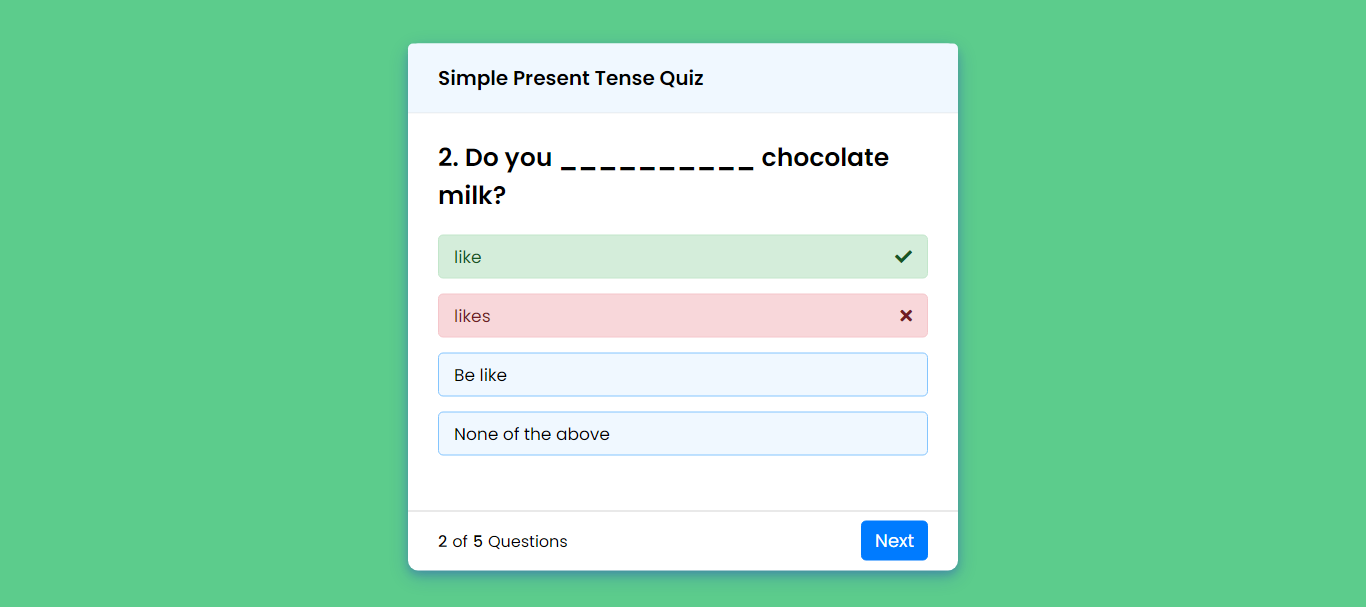 Simple Present Tense Quiz
2. Do you __________ chocolate
milk?
like
likes
Be like
None of the above
2 of 5 Questions
Next